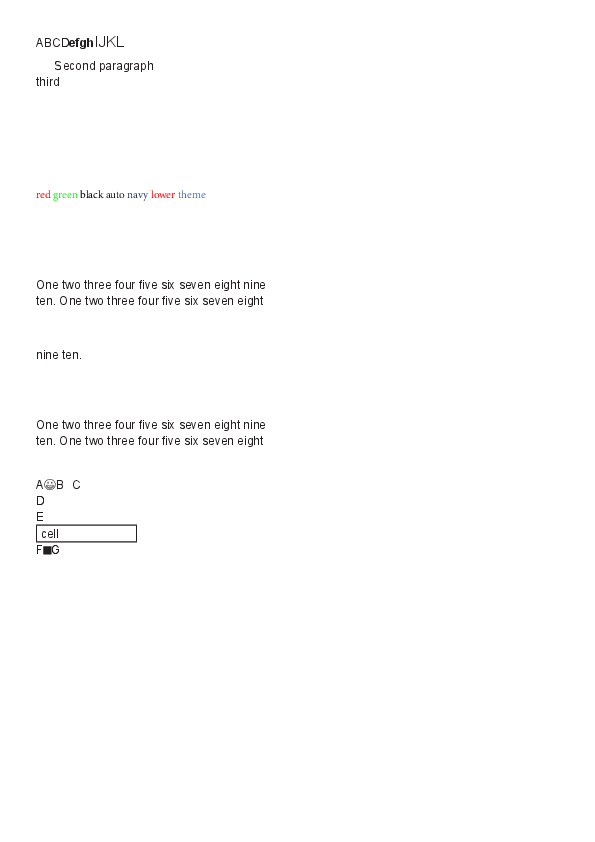 ABCDefghIJKL
Second paragraph
third
red green black auto navy lower theme
One two three four five six seven eight nine
ten. One two three four five six seven eight
nine ten.
One two three four five six seven eight nine
ten. One two three four five six seven eight
A😀B C
D
E
cell
F■G